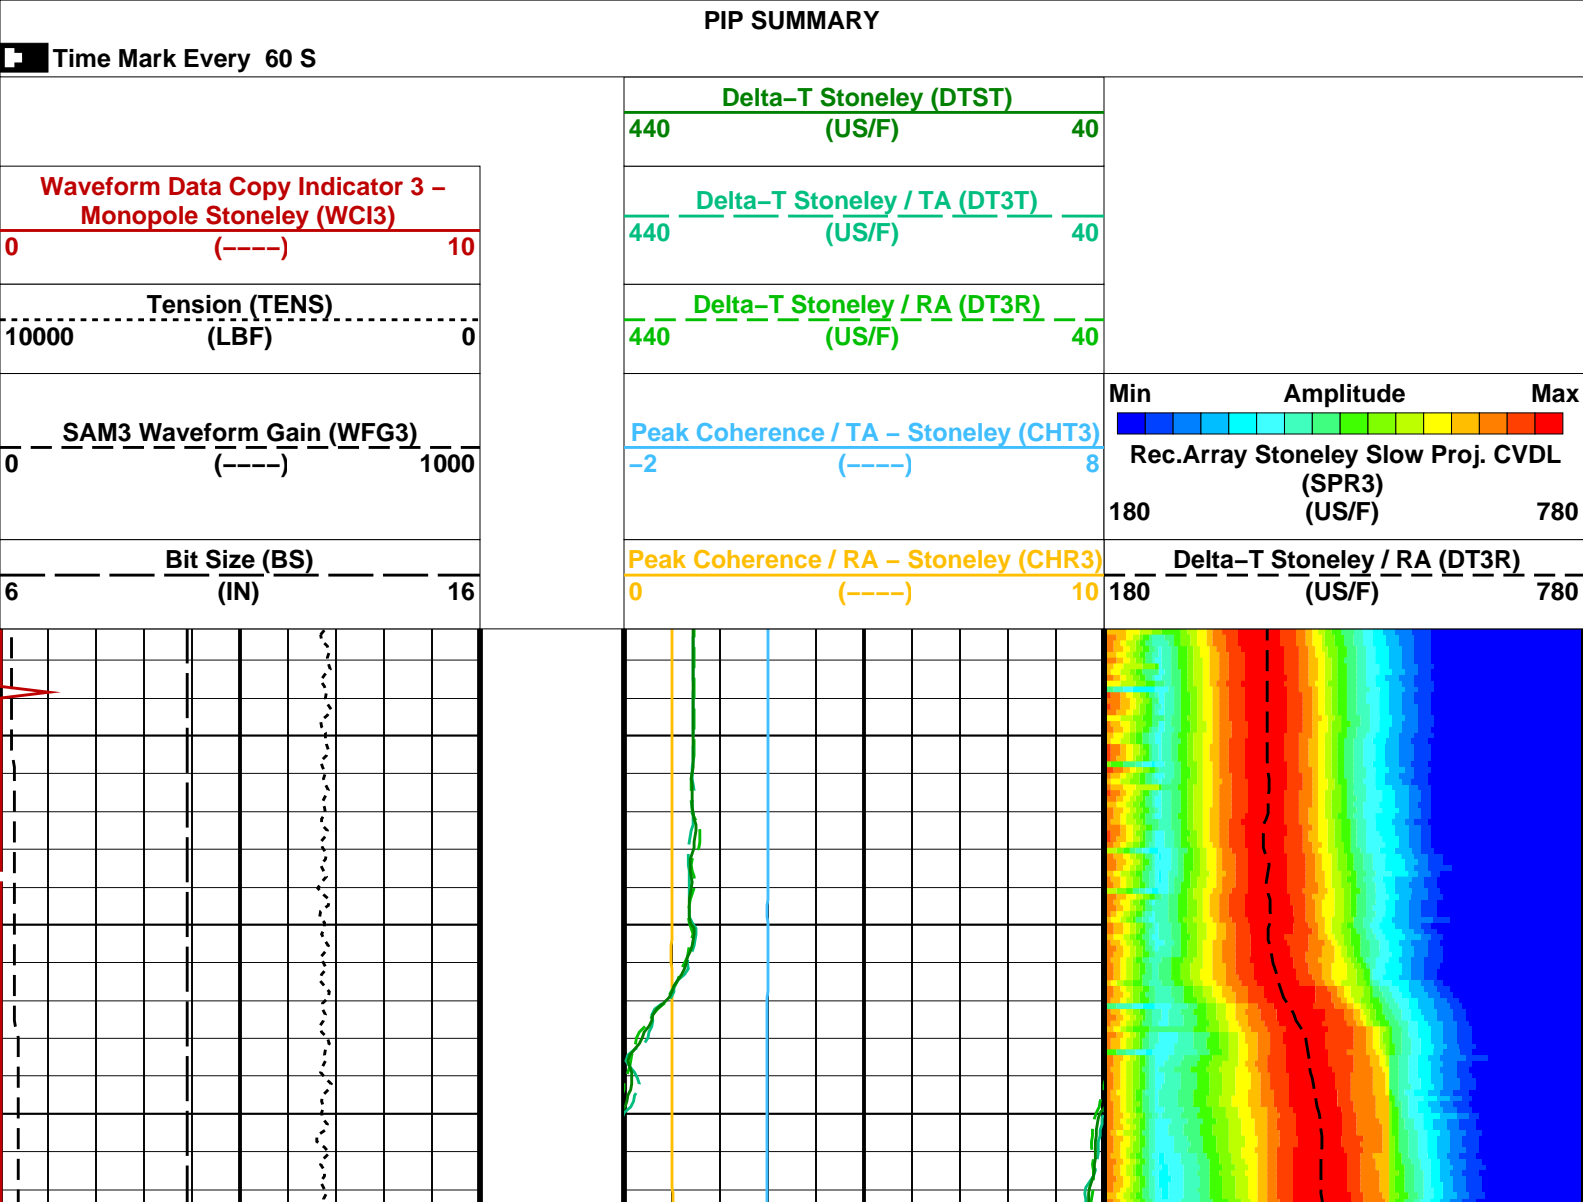 PIP SUMMARY
Time Mark Every 60 S
Delta−T Stoneley (DTST)
440 (US/F) 40
Waveform Data Copy Indicator 3 −
Monopole Stoneley (WCI3)
0 (−−−−) 10
Delta−T Stoneley / TA (DT3T)
440 (US/F) 40
Tension (TENS)
10000 (LBF) 0
Delta−T Stoneley / RA (DT3R)
440 (US/F) 40
SAM3 Waveform Gain (WFG3)
0 (−−−−) 1000
Peak Coherence / TA − Stoneley (CHT3)
−2 (−−−−) 8
Min Amplitude Max
Rec.Array Stoneley Slow Proj. CVDL
(SPR3)
180 (US/F) 780
Bit Size (BS)
6 (IN) 16
Peak Coherence / RA − Stoneley (CHR3)
0 (−−−−) 10
Delta−T Stoneley / RA (DT3R)
180 (US/F) 780